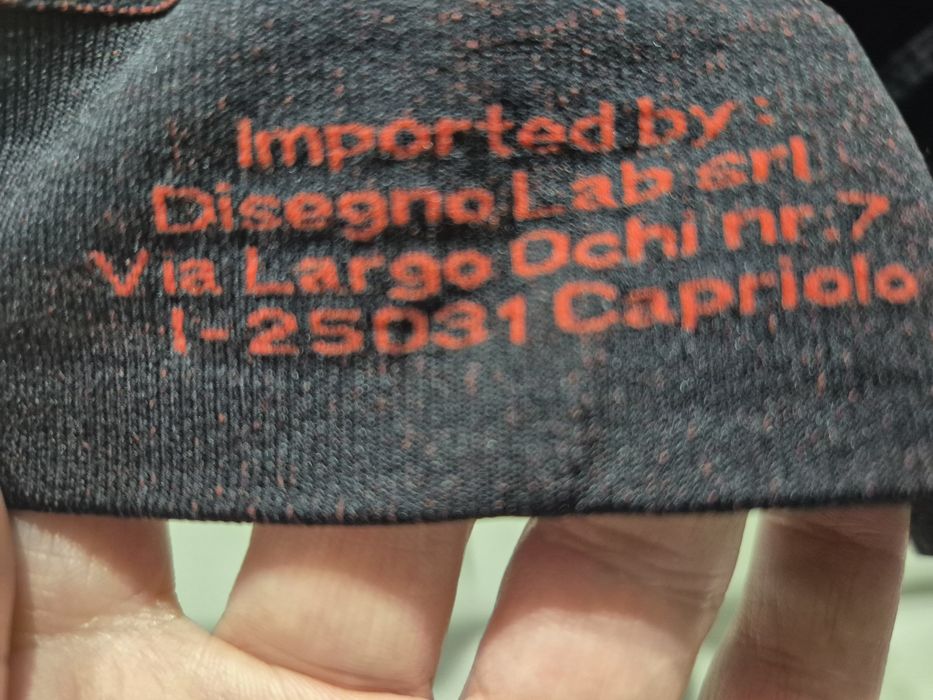 Imported by:
Disegno Lab srl
Via Largo Ochi nr.7
I-25031 Capriolo